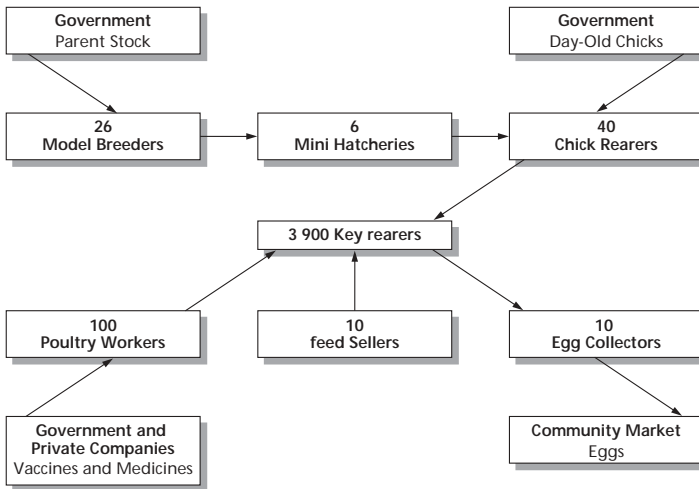 Government
Parent Stock
Government
Day-Old Chicks
26
Model Breeders
6
Mini Hatcheries
40
Chick Rearers
3 900 Key rearers
100
Poultry Workers
10
feed Sellers
10
Egg Collectors
Government and
Private Companies
Vaccines and Medicines
Community Market
Eggs